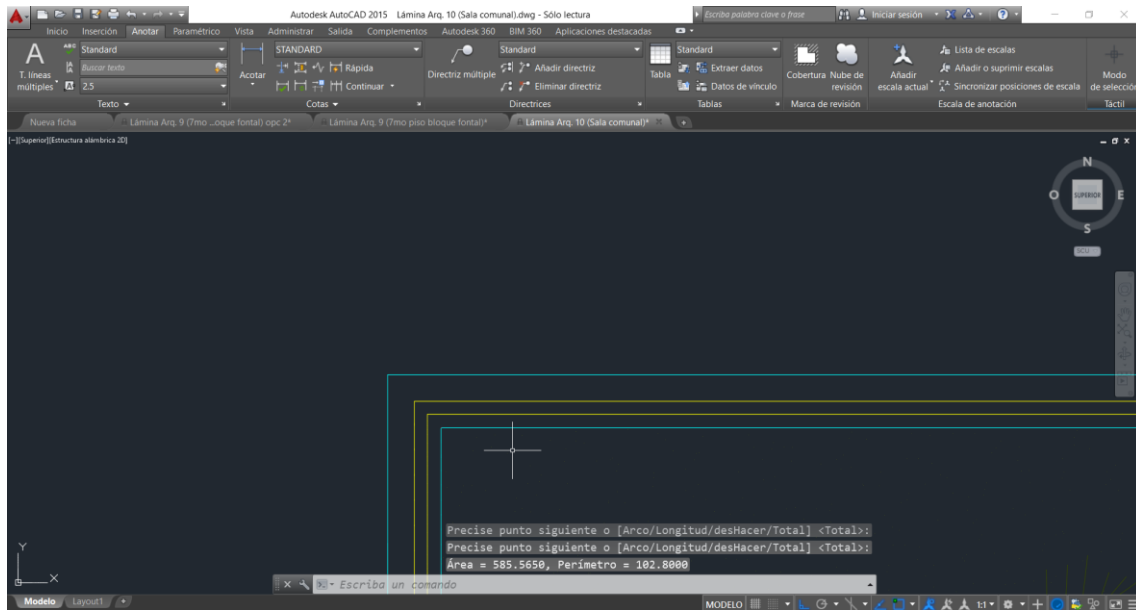 Autodesk AutoCAD 2015 Lámina Arq. 10 (Sala comunal).dwg - Sólo lectura
Escriba palabra clave o frase
Iniciar sesión
Inicio Inserción Anotar Paramétrico Vista Administrar Salida Complementos Autodesk 360 BIM 360 Aplicaciones destacadas
A ABC Standard
T. líneas múltiples
Buscar texto
2.5
Texto
Acotar
STANDARD
Rápida
Continuar
Cotas
Directriz múltiple
Standard
Añadir directriz
Eliminar directriz
Directrices
Tabla
Standard
Extraer datos
Datos de vínculo
Tablas
Cobertura Nube de
revisión
Marca de revisión
Añadir
escala actual
Lista de escalas
Añadir o suprimir escalas
Sincronizar posiciones de escala
Escala de anotación
Modo
de selección
Táctil
Nueva ficha Lámina Arq. 9 (7mo ...oque fontal) opc 2* Lámina Arq. 9 (7mo piso bloque fontal)* Lámina Arq. 10 (Sala comunal)*
[−][Superior][Estructura alámbrica 2D]
N
O SUPERIOR E
S
SCU
Precise punto siguiente o [Arco/Longitud/desHacer/Total] <Total>:
Precise punto siguiente o [Arco/Longitud/desHacer/Total] <Total>:
Área = 585.5650, Perímetro = 102.8000
Y
X
Escriba un comando
Modelo Layout1 +
MODELO 1:1